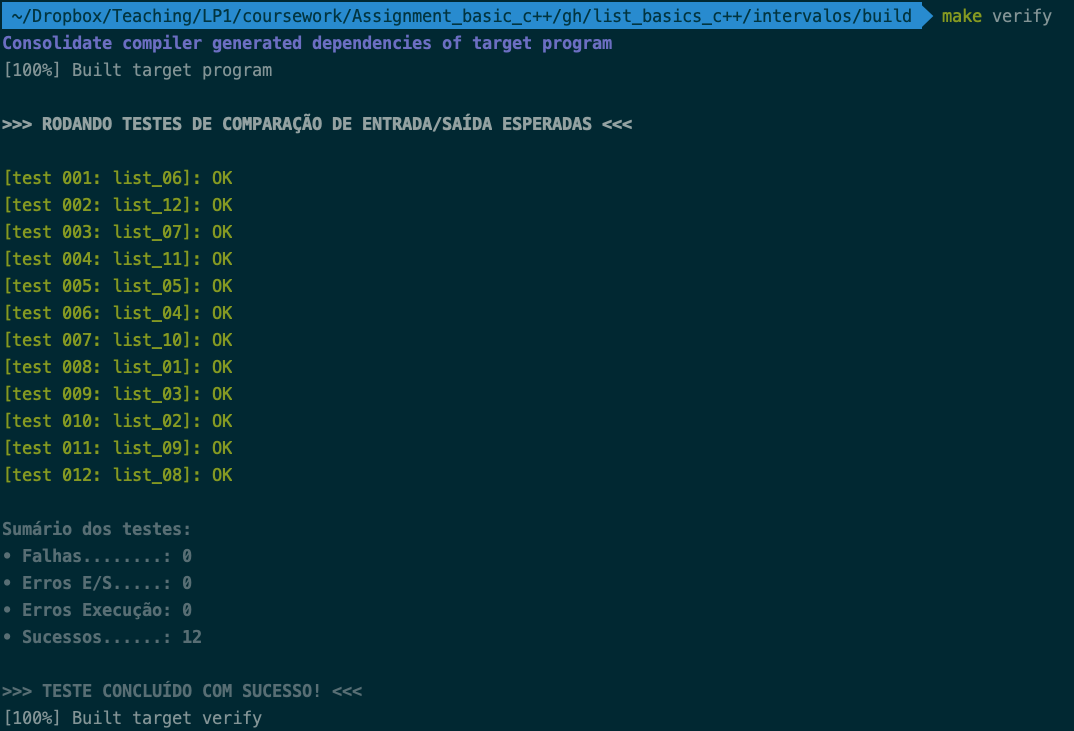 ~/Dropbox/Teaching/LP1/coursework/Assignment_basic_c++/gh/list_basics_c++/intervalos/build make verify
Consolidate compiler generated dependencies of target program
[100%] Built target program
>>> RODANDO TESTES DE COMPARAÇÃO DE ENTRADA/SAÍDA ESPERADAS <<<
[test 001: list_06]: OK
[test 002: list_12]: OK
[test 003: list_07]: OK
[test 004: list_11]: OK
[test 005: list_05]: OK
[test 006: list_04]: OK
[test 007: list_10]: OK
[test 008: list_01]: OK
[test 009: list_03]: OK
[test 010: list_02]: OK
[test 011: list_09]: OK
[test 012: list_08]: OK
Sumário dos testes:
• Falhas........: 0
• Erros E/S.....: 0
• Erros Execução: 0
• Sucessos......: 12
>>> TESTE CONCLUÍDO COM SUCESSO! <<<
[100%] Built target verify